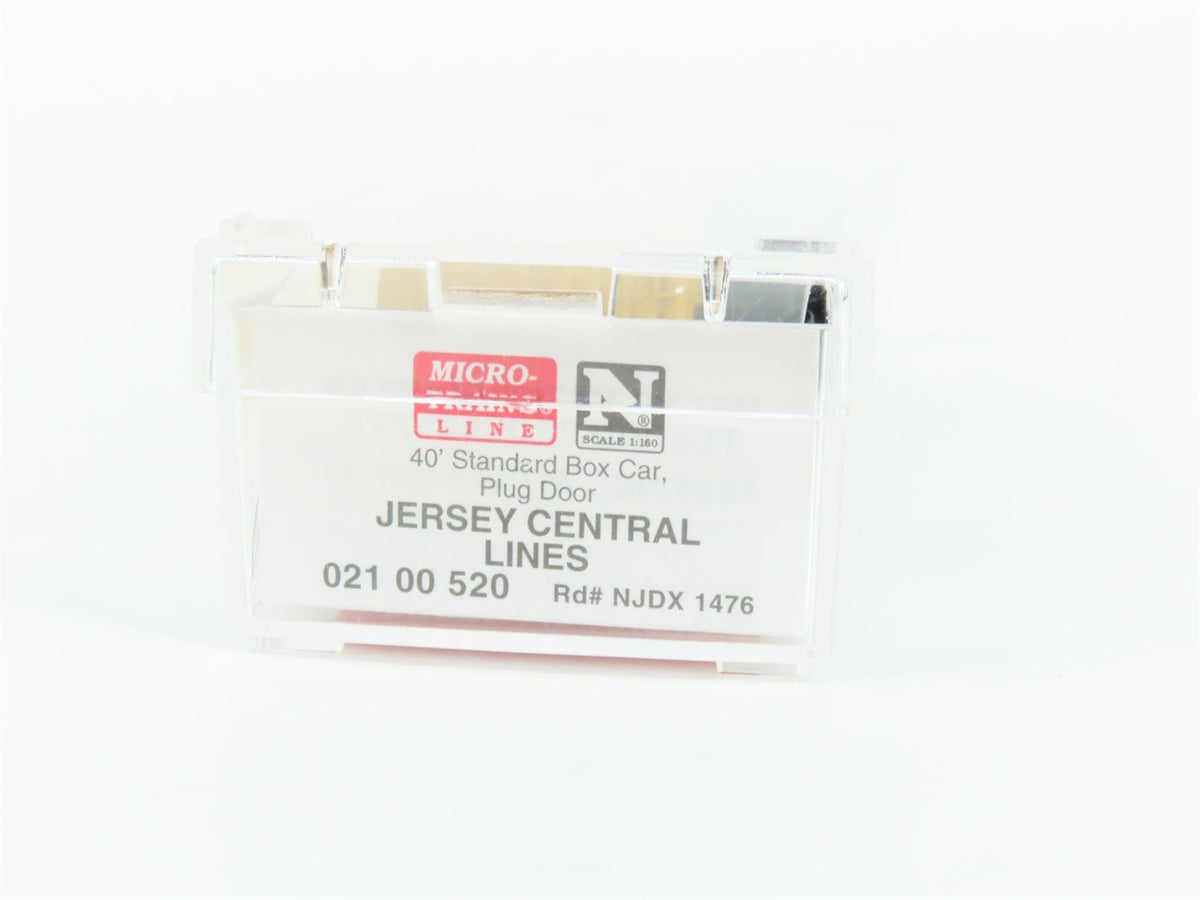 MICRO-
TRAINS®
LINE
N®
SCALE 1:160
40' Standard Box Car,
Plug Door
JERSEY CENTRAL
LINES
021 00 520 Rd# NJDX 1476